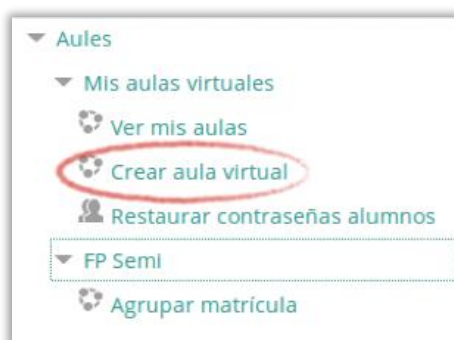 Aules
Mis aulas virtuales
Ver mis aulas
Crear aula virtual
Restaurar contraseñas alumnos
FP Semi
Agrupar matrícula